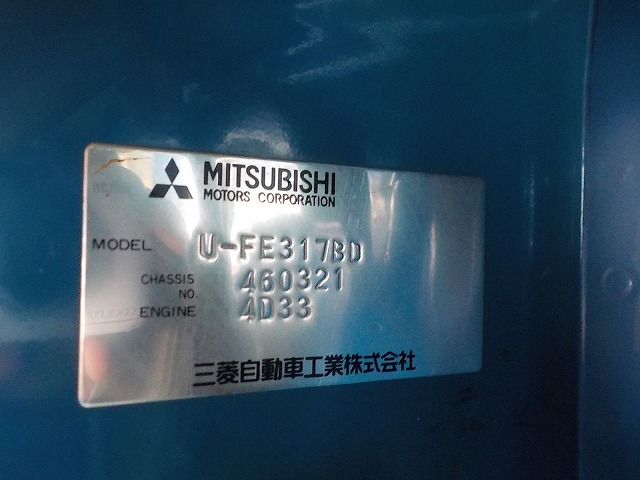 MITSUBISHI
MOTORS CORPORATION
MODEL U-FE317BD
CHASSIS NO. 460321
ENGINE 4D33
三菱自動車工業株式会社